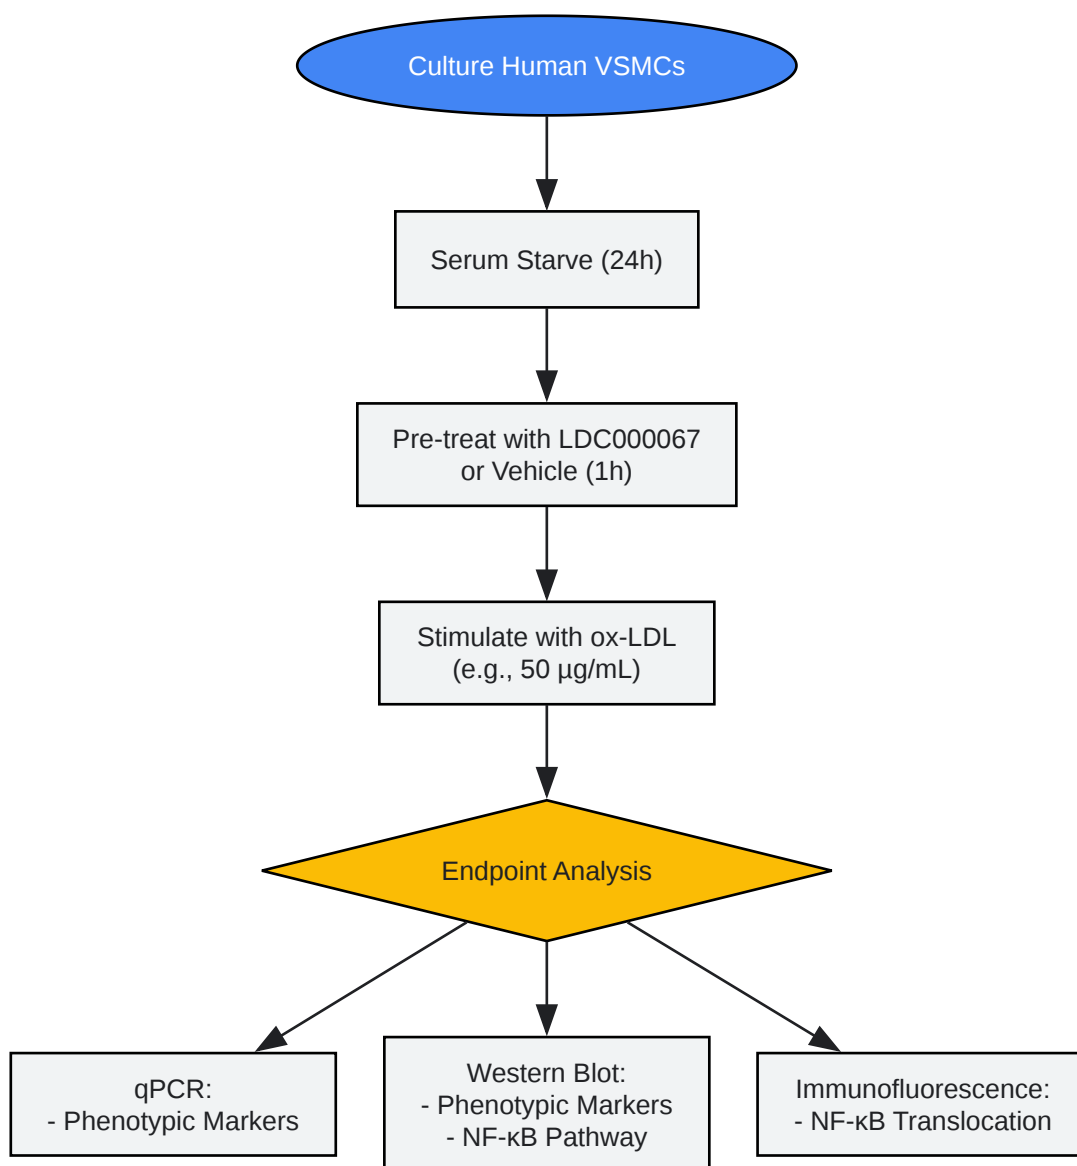 Culture Human VSMCs
Serum Starve (24h)
Pre-treat with LDC000067
or Vehicle (1h)
Stimulate with ox-LDL
(e.g., 50 µg/mL)
Endpoint Analysis
qPCR:
- Phenotypic Markers
Western Blot:
- Phenotypic Markers
- NF-κB Pathway
Immunofluorescence:
- NF-κB Translocation